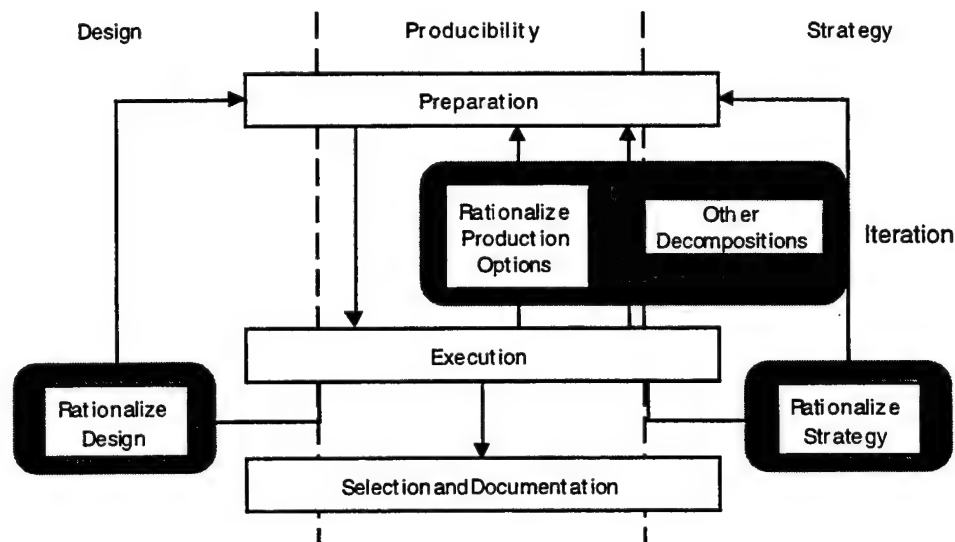 Design
Producibility
Strategy
Preparation
Rationalize
Production
Options
Other
Decompositions
Iteration
Execution
Rationalize
Design
Rationalize
Strategy
Selection and Documentation